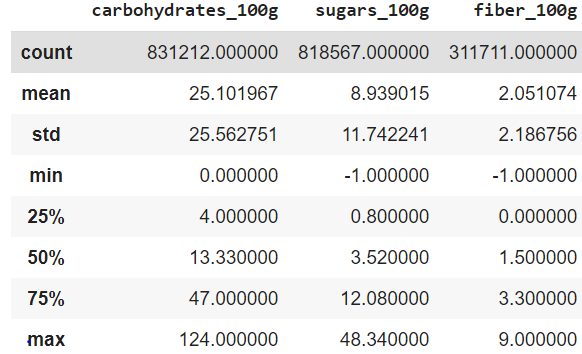 carbohydrates_100g sugars_100g fiber_100g
count 831212.000000 818567.000000 311711.000000
mean 25.101967 8.939015 2.051074
std 25.562751 11.742241 2.186756
min 0.000000 -1.000000 -1.000000
25% 4.000000 0.800000 0.000000
50% 13.330000 3.520000 1.500000
75% 47.000000 12.080000 3.300000
max 124.000000 48.340000 9.000000